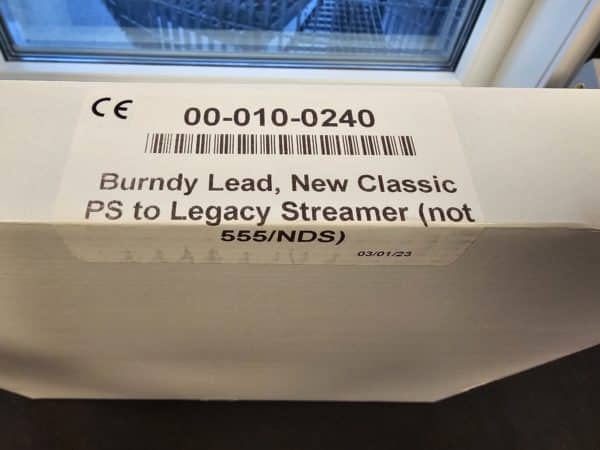 CE 00-010-0240
Burndy Lead, New Classic
PS to Legacy Streamer (not
555/NDS)
03/01/23